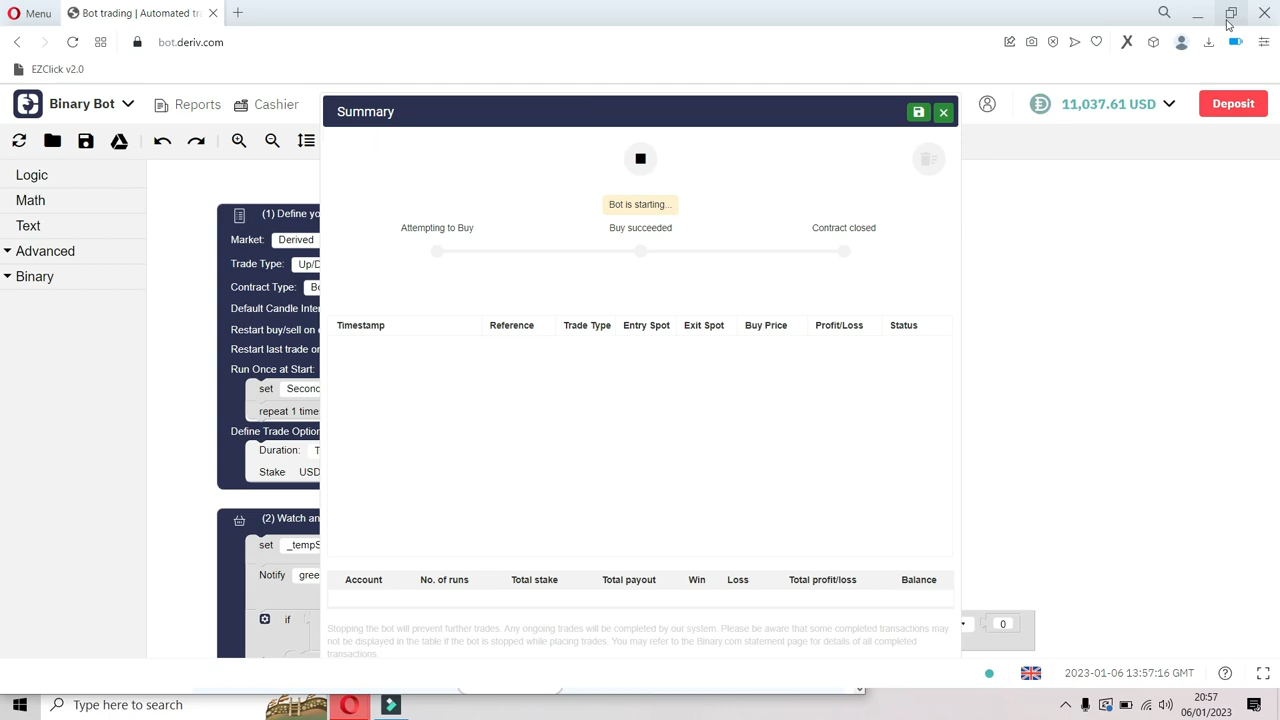 Menu
Bot trading | Automated tr
bot.deriv.com
EZClick v2.0
Binary Bot
Reports
Cashier
11,037.61 USD
Deposit
Summary
Logic
Math
Text
Advanced
Binary
(1) Define yo
Market: Derived
Trade Type: Up/D
Contract Type: Bo
Default Candle Inter
Restart buy/sell on e
Restart last trade on
Run Once at Start:
set Second
repeat 1 time
Define Trade Option
Duration: T
Stake USD
(2) Watch an
set _tempS
Notify gree
if
Bot is starting...
Attempting to Buy Buy succeeded Contract closed
Timestamp Reference Trade Type Entry Spot Exit Spot Buy Price Profit/Loss Status
Account No. of runs Total stake Total payout Win Loss Total profit/loss Balance
Stopping the bot will prevent further trades. Any ongoing trades will be completed by our system. Please be aware that some completed transactions may
not be displayed in the table if the bot is stopped while placing trades. You may refer to the Binary.com statement page for details of all completed
transactions.
0
2023-01-06 13:57:16 GMT
Type here to search
20:57
06/01/2023